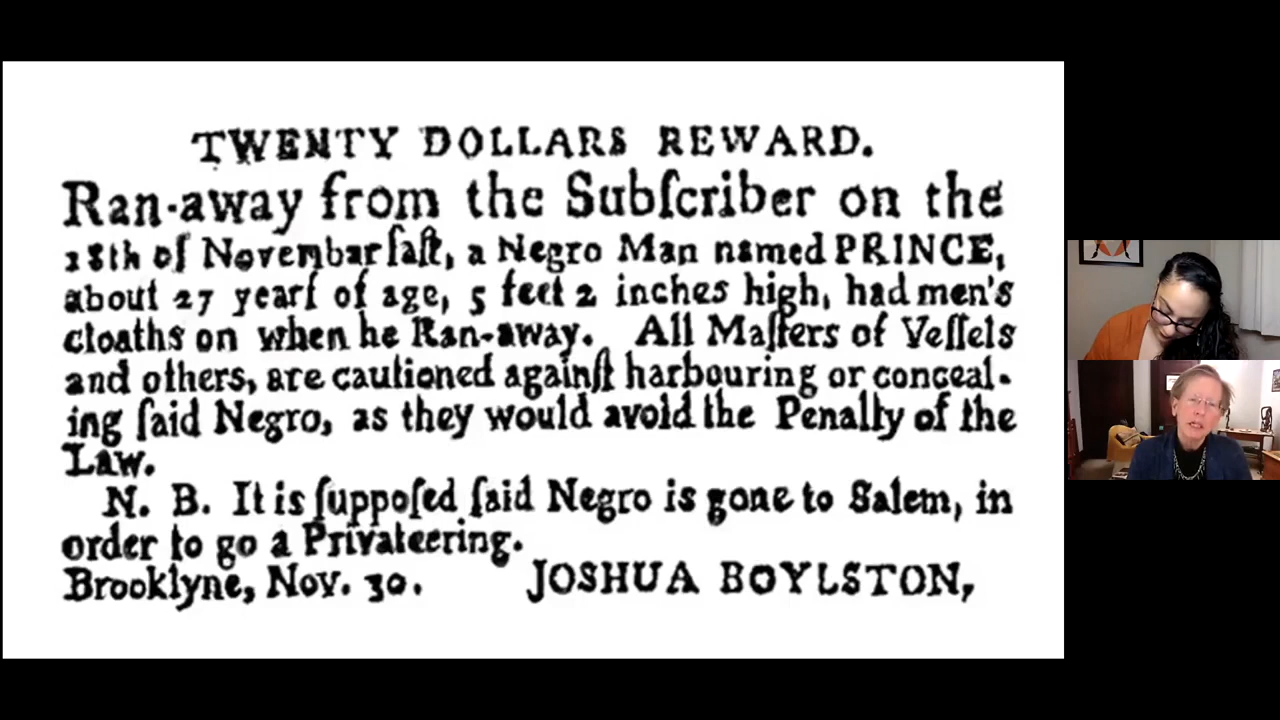 TWENTY DOLLARS REWARD.
Ran-away from the Subſcriber on the
18th of Novembar laſt, a Negro Man named PRINCE,
about 27 yearſ of age, 5 feet 2 inches high, had men's
cloaths on when he Ran-away. All Maſters of Veſſels
and others, are cautioned againſt harbouring or conceal-
ing ſaid Negro, as they would avoid the Penalty of the
Law.
N. B. It is ſuppoſed ſaid Negro is gone to Salem, in
order to go a Privateering.
Brooklyne, Nov. 30. JOSHUA BOYLSTON,